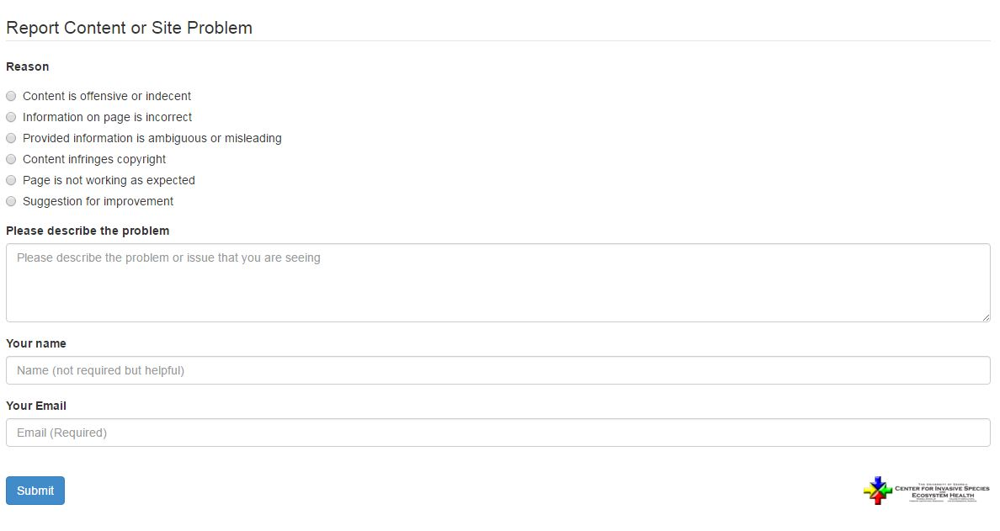 Report Content or Site Problem
Reason
Content is offensive or indecent
Information on page is incorrect
Provided information is ambiguous or misleading
Content infringes copyright
Page is not working as expected
Suggestion for improvement
Please describe the problem
Please describe the problem or issue that you are seeing
Your name
Name (not required but helpful)
Your Email
Email (Required)
Submit
The University of Georgia
Center for Invasive Species
and
Ecosystem Health